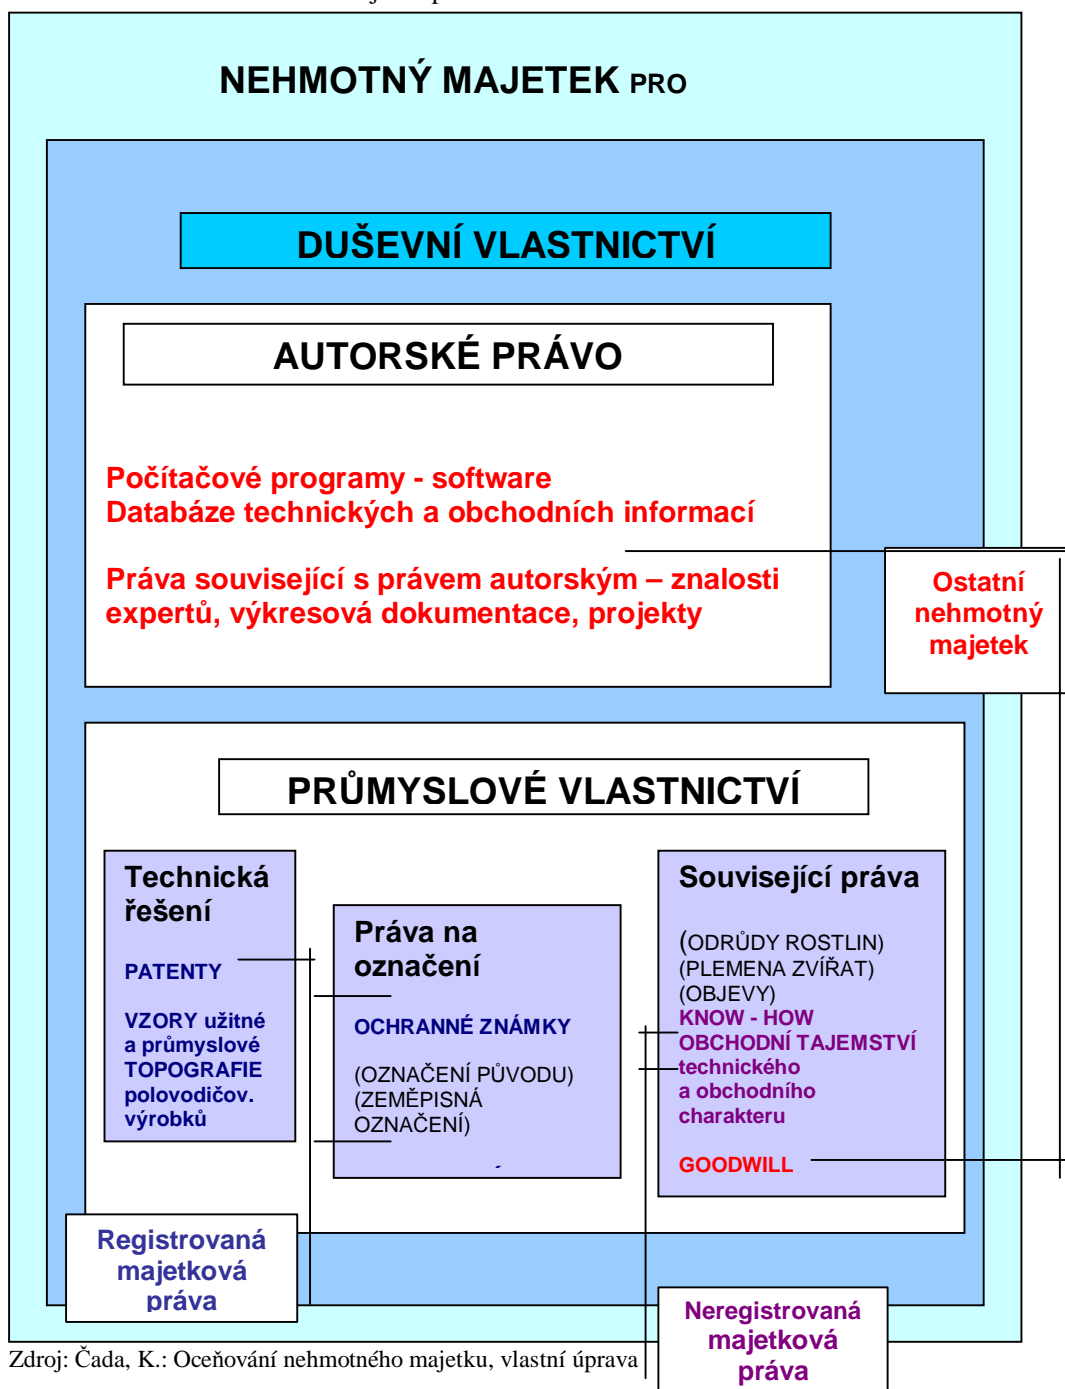 NEHMOTNÝ MAJETEK PRO
DUŠEVNÍ VLASTNICTVÍ
AUTORSKÉ PRÁVO
Počítačové programy - software
Databáze technických a obchodních informací
Práva související s právem autorským – znalosti
expertů, výkresová dokumentace, projekty
Ostatní
nehmotný
majetek
PRŮMYSLOVÉ VLASTNICTVÍ
Technická
řešení
PATENTY
VZORY užitné
a průmyslové
TOPOGRAFIE
polovodičov.
výrobků
Práva na
označení
OCHRANNÉ ZNÁMKY
(OZNAČENÍ PŮVODU)
(ZEMĚPISNÁ
OZNAČENÍ)
Související práva
(ODRŮDY ROSTLIN)
(PLEMENA ZVÍŘAT)
(OBJEVY)
KNOW - HOW
OBCHODNÍ TAJEMSTVÍ
technického
a obchodního
charakteru
GOODWILL
Registrovaná
majetková
práva
Neregistrovaná
majetková
práva
Zdroj: Čada, K.: Oceňování nehmotného majetku, vlastní úprava